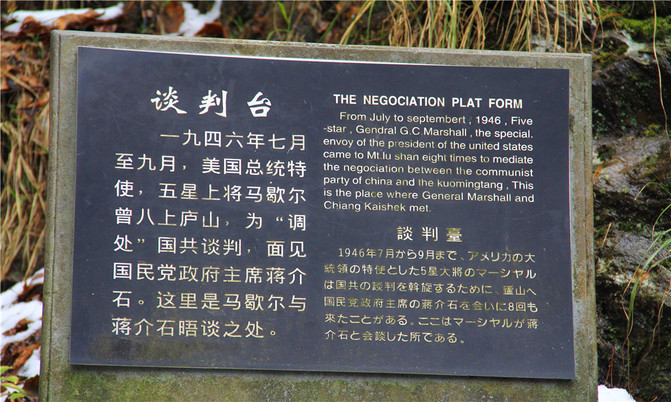 谈判台
一九四六年七月
至九月，美国总统特
使，五星上将马歇尔
曾八上庐山，为“调
处”国共谈判，面见
国民党政府主席蒋介
石。这里是马歇尔与
蒋介石晤谈之处。
THE NEGOCIATION PLAT FORM
From July to septembert , 1946 , Five
-star , Gendral G.C.Marshall , the special.
envoy of the president of the united states
came to Mt.lu shan eight times to mediate
the negociation between the communist
party of china and the kuomingtang , This
is the place where General Marshall and
Chiang Kaishek met.
談判臺
1946年7月から9月まで、アメリカの大
統領の特使とした5星大將のマーシヤル
は国共の談判を斡旋するために、廬山へ
国民党政府主席の蒋介石を会いに8回も
来たことがある。ここはマーシヤルが蒋
介石と会談した所である。